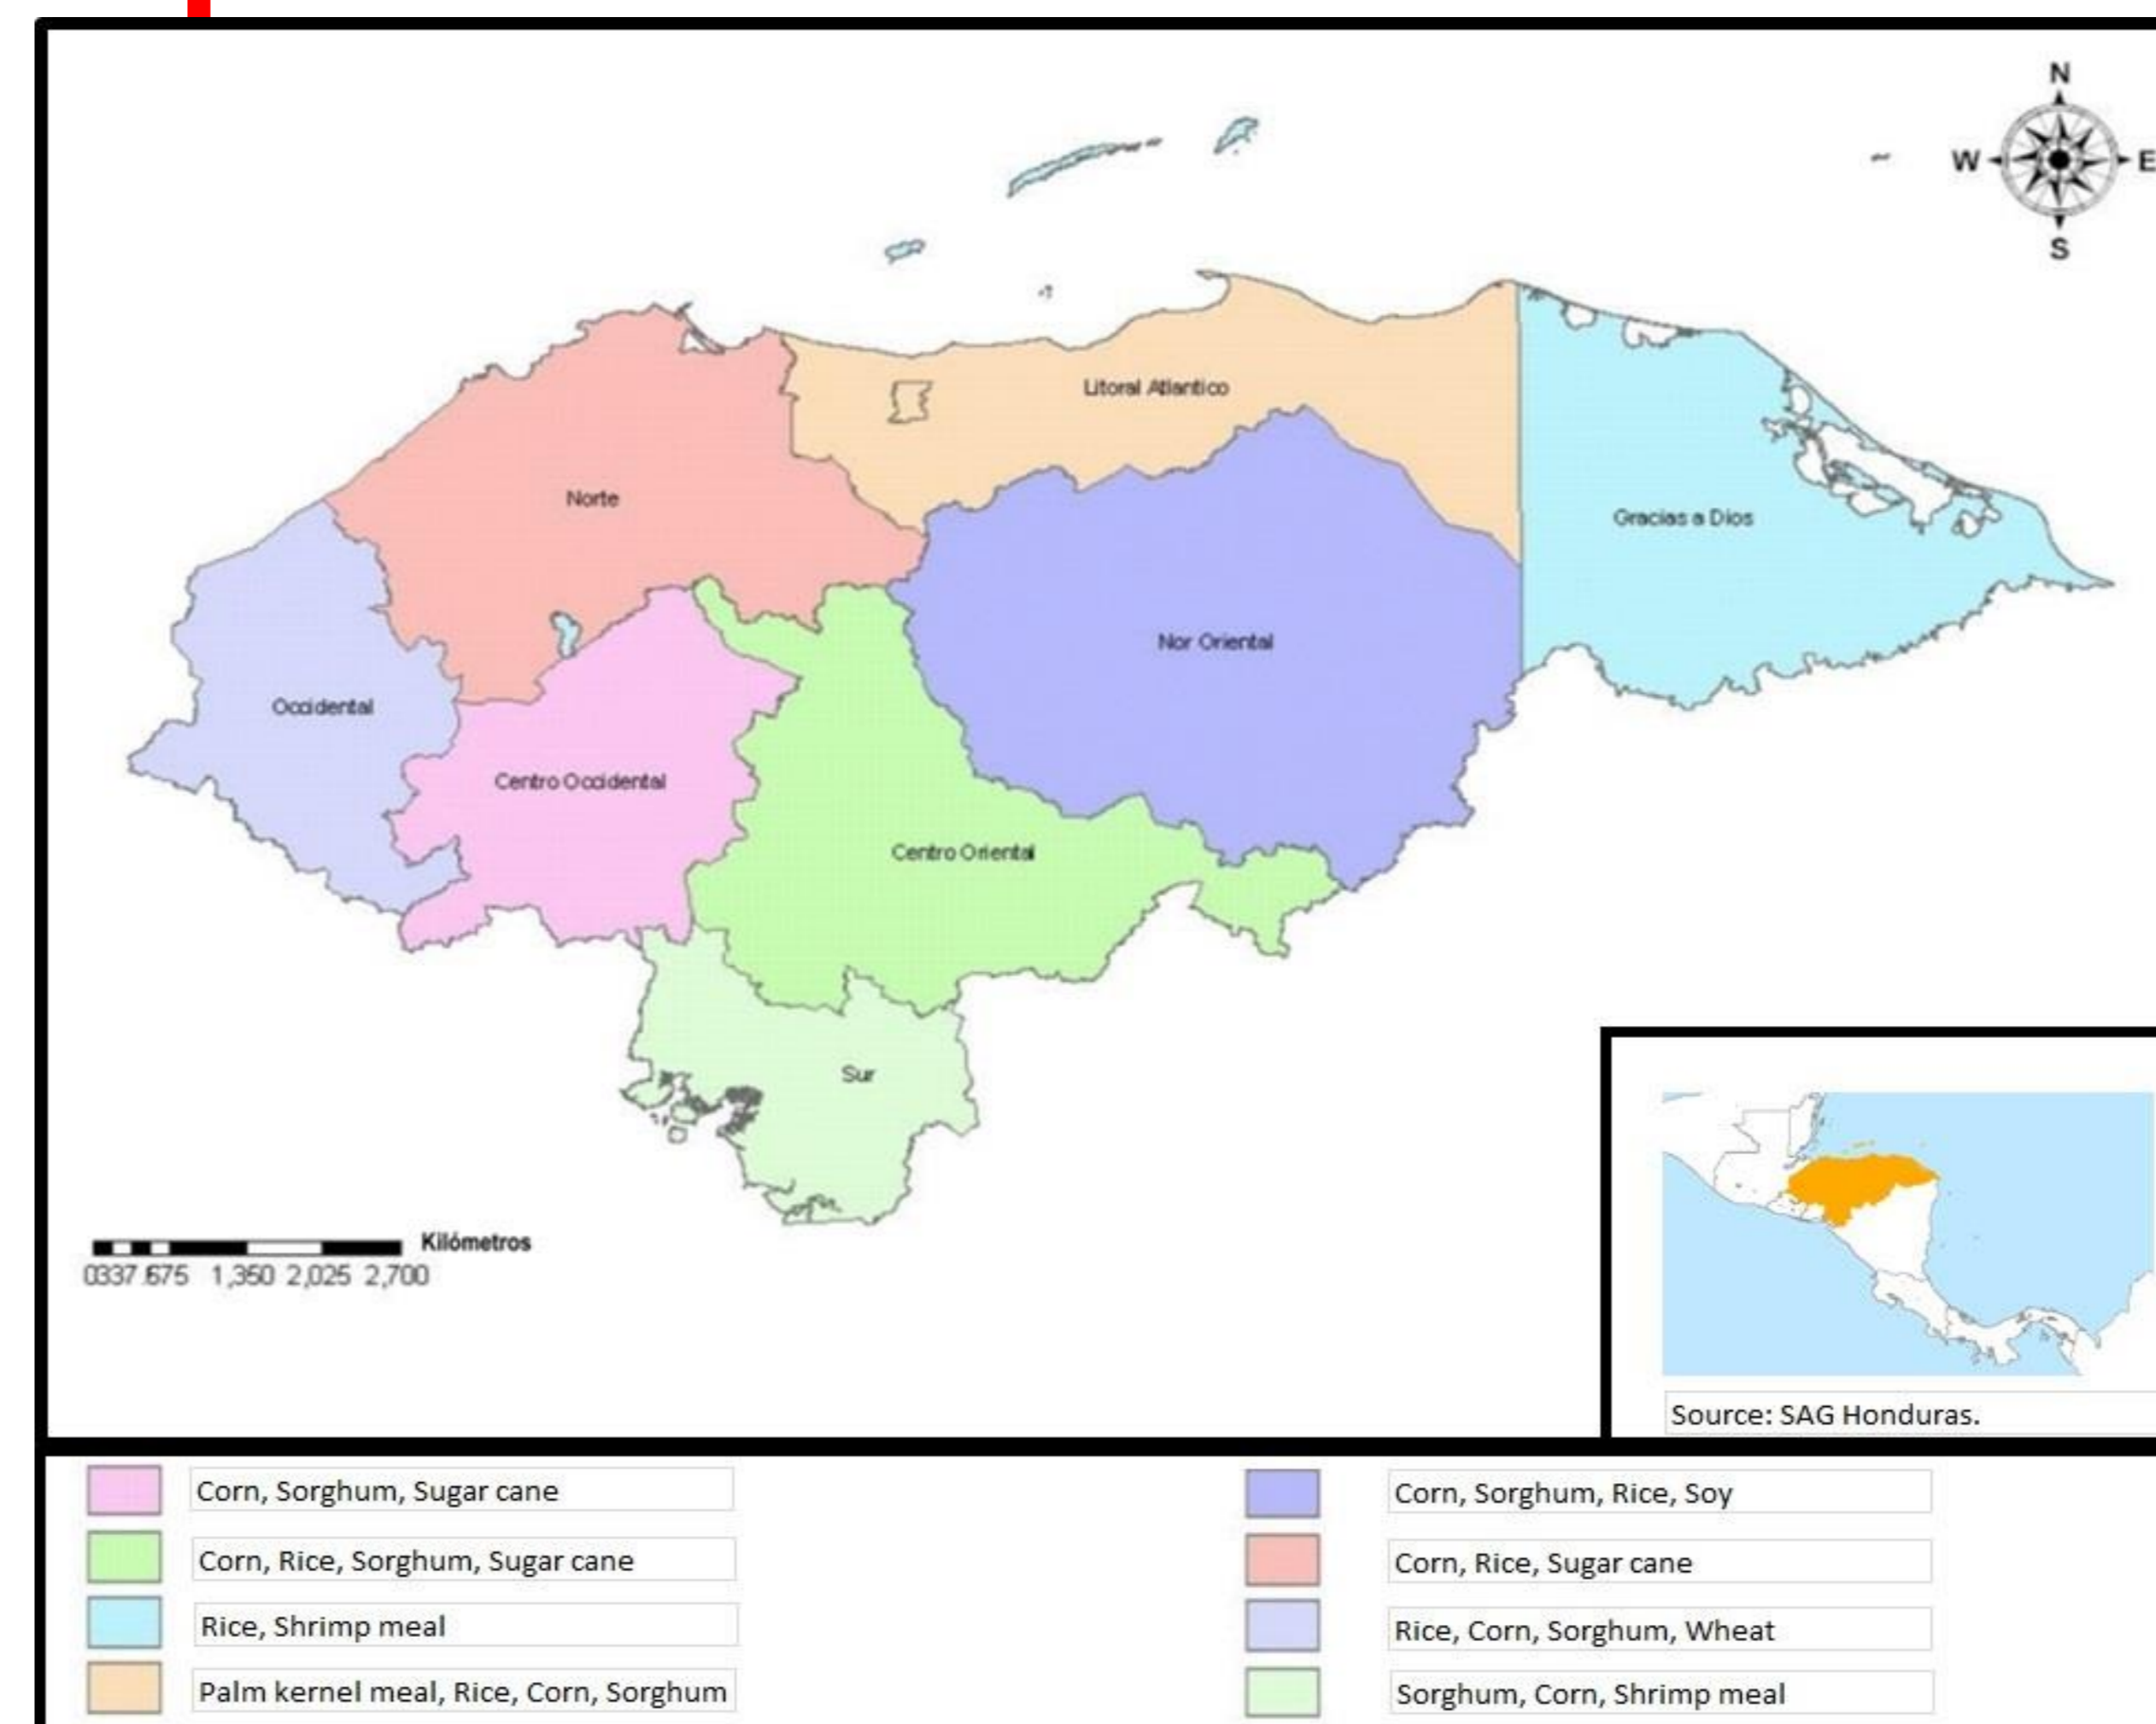 N
W E
S
Litoral Atlantico
Norte
Gracias a Dios
Nor Oriental
Occidental
Centro Occidental
Centro Oriental
Sur
Kilómetros
0337.675 1,350 2,025 2,700
Source: SAG Honduras.
Corn, Sorghum, Sugar cane
Corn, Rice, Sorghum, Sugar cane
Rice, Shrimp meal
Palm kernel meal, Rice, Corn, Sorghum
Corn, Sorghum, Rice, Soy
Corn, Rice, Sugar cane
Rice, Corn, Sorghum, Wheat
Sorghum, Corn, Shrimp meal